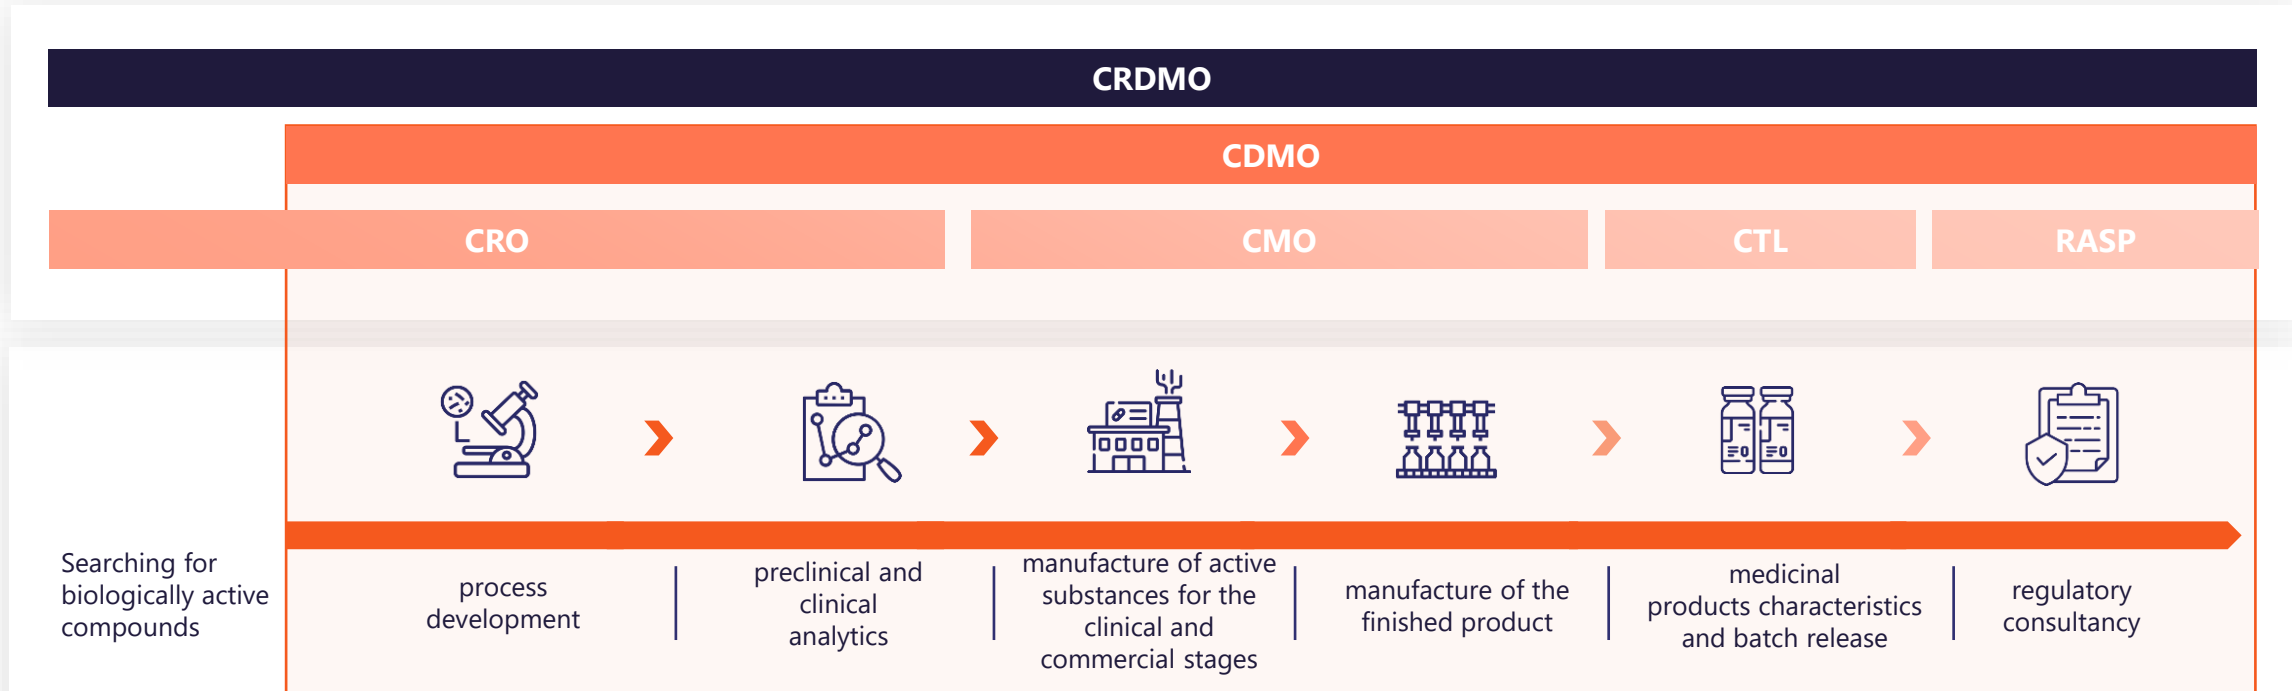 CRDMO
CDMO
CRO
CMO
CTL
RASP
Searching for
biologically active
compounds
process
development
preclinical and
clinical
analytics
manufacture of active
substances for the
clinical and
commercial stages
manufacture of the
finished product
medicinal
products characteristics
and batch release
regulatory
consultancy